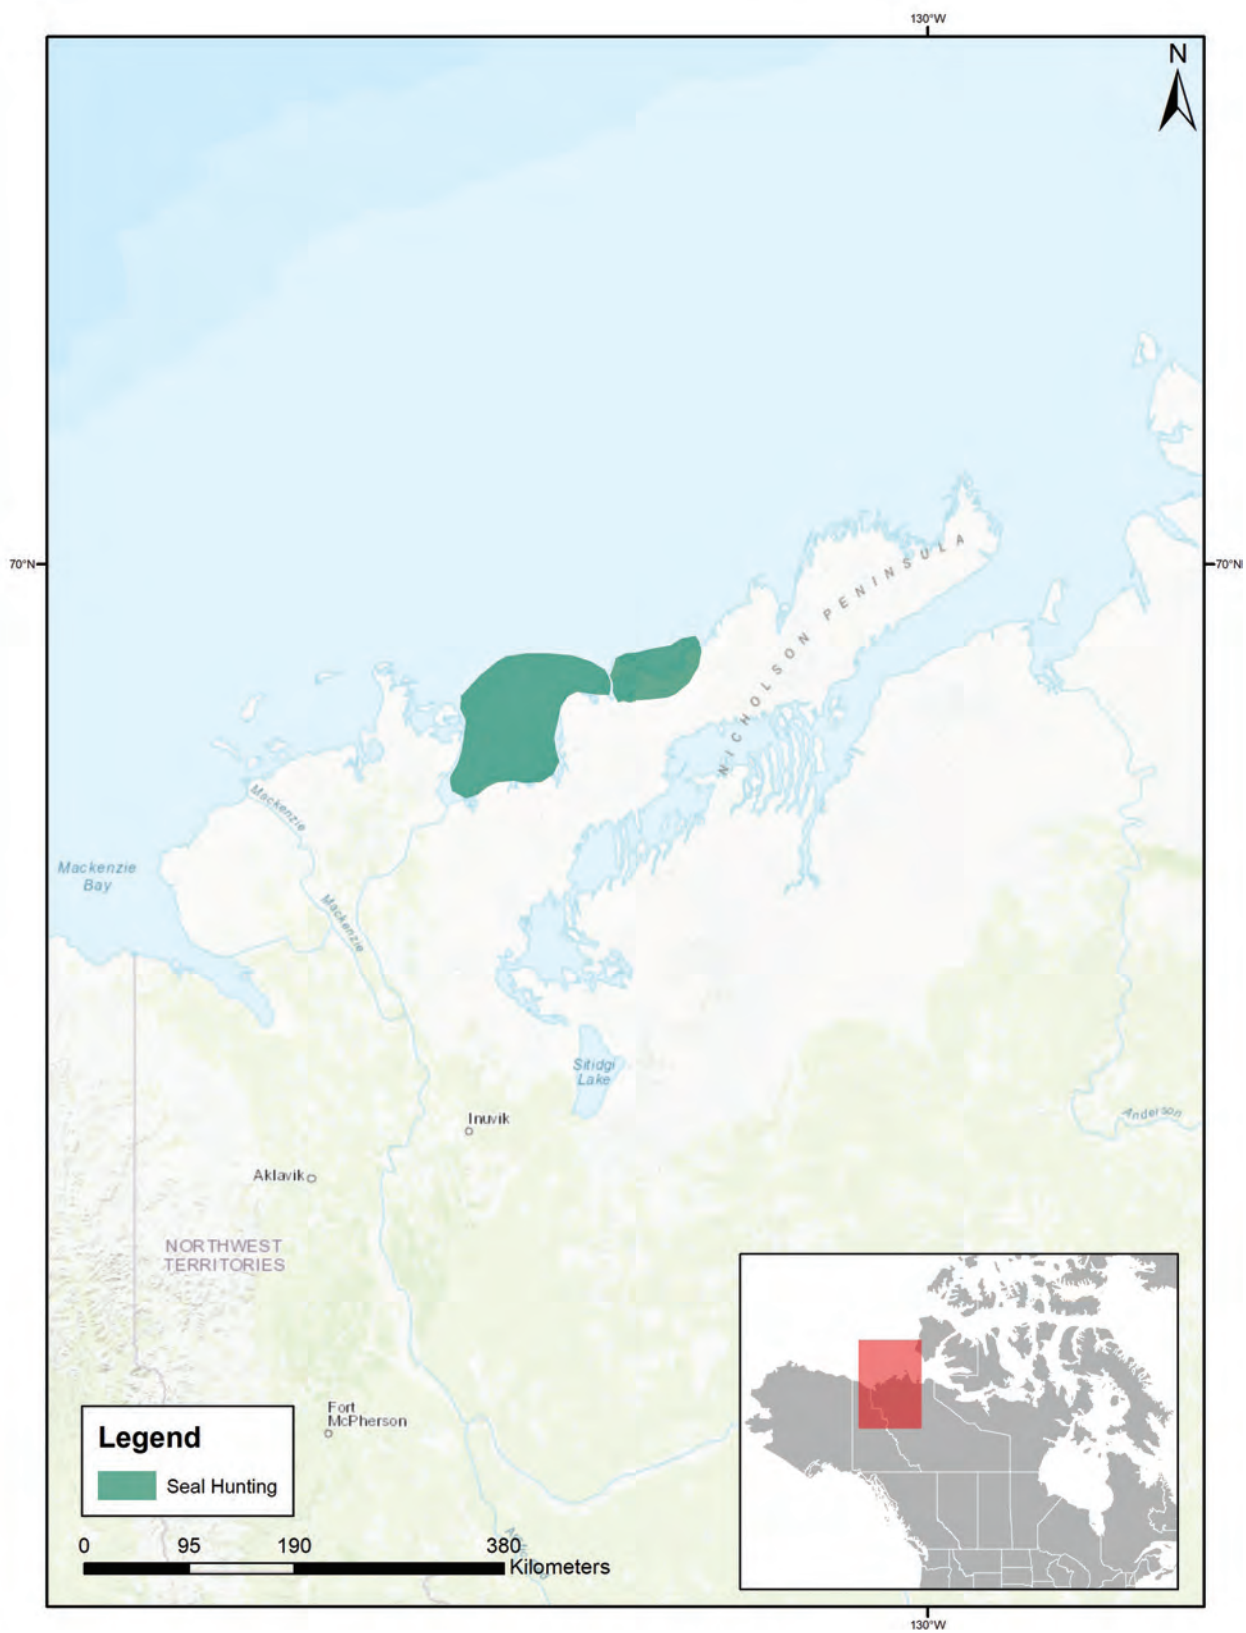 130°W
N
70°N
70°N
NICHOLSON PENINSULA
Mackenzie
Mackenzie
Bay
Mackenzie
Sitidgi
Lake
Inuvik
Anderson
Aklavik
NORTHWEST
TERRITORIES
Fort
McPherson
Legend
Seal Hunting
0 95 190 380
Kilometers
130°W